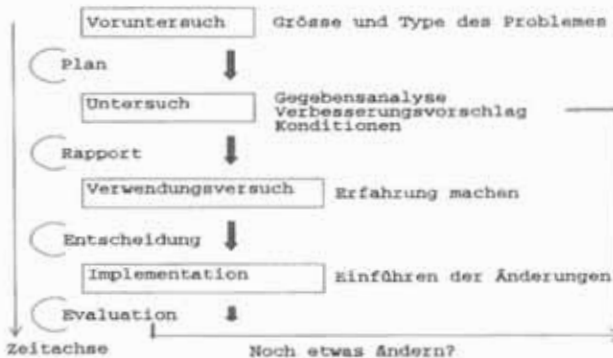 Voruntersuch Grösse und Type des Problemes
Plan
Untersuch Gegebensanalyse
Verbesserungsvorschlag
Konditionen
Rapport
Verwendungsversuch Erfahrung machen
Entscheidung
Implementation Einführen der Änderungen
Evaluation
Zeitachse Noch etwas Ändern?